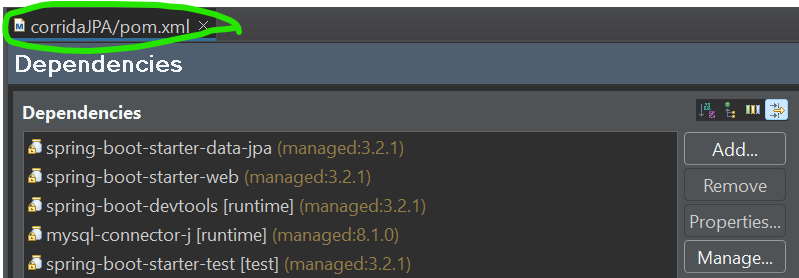 corridaJPA/pom.xml
Dependencies
Dependencies
spring-boot-starter-data-jpa (managed:3.2.1)
Add...
spring-boot-starter-web (managed:3.2.1)
Remove
spring-boot-devtools [runtime] (managed:3.2.1)
Properties...
mysql-connector-j [runtime] (managed:8.1.0)
Manage...
spring-boot-starter-test [test] (managed:3.2.1)